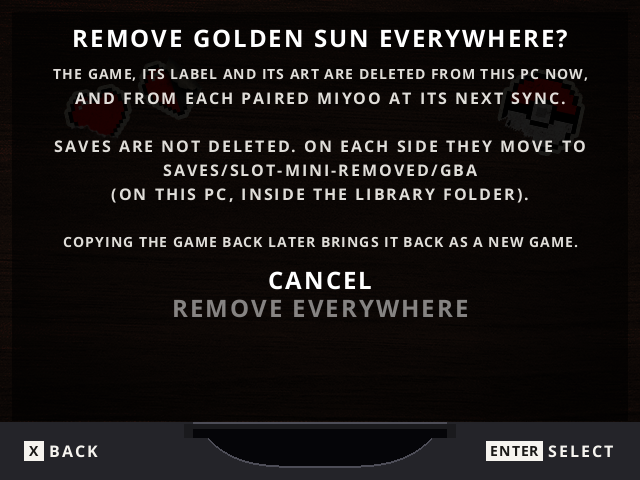 REMOVE GOLDEN SUN EVERYWHERE?
THE GAME, ITS LABEL AND ITS ART ARE DELETED FROM THIS PC NOW,
AND FROM EACH PAIRED MIYOO AT ITS NEXT SYNC.
SAVES ARE NOT DELETED. ON EACH SIDE THEY MOVE TO
SAVES/SLOT-MINI-REMOVED/GBA
(ON THIS PC, INSIDE THE LIBRARY FOLDER).
COPYING THE GAME BACK LATER BRINGS IT BACK AS A NEW GAME.
CANCEL
REMOVE EVERYWHERE
X BACK
ENTER SELECT